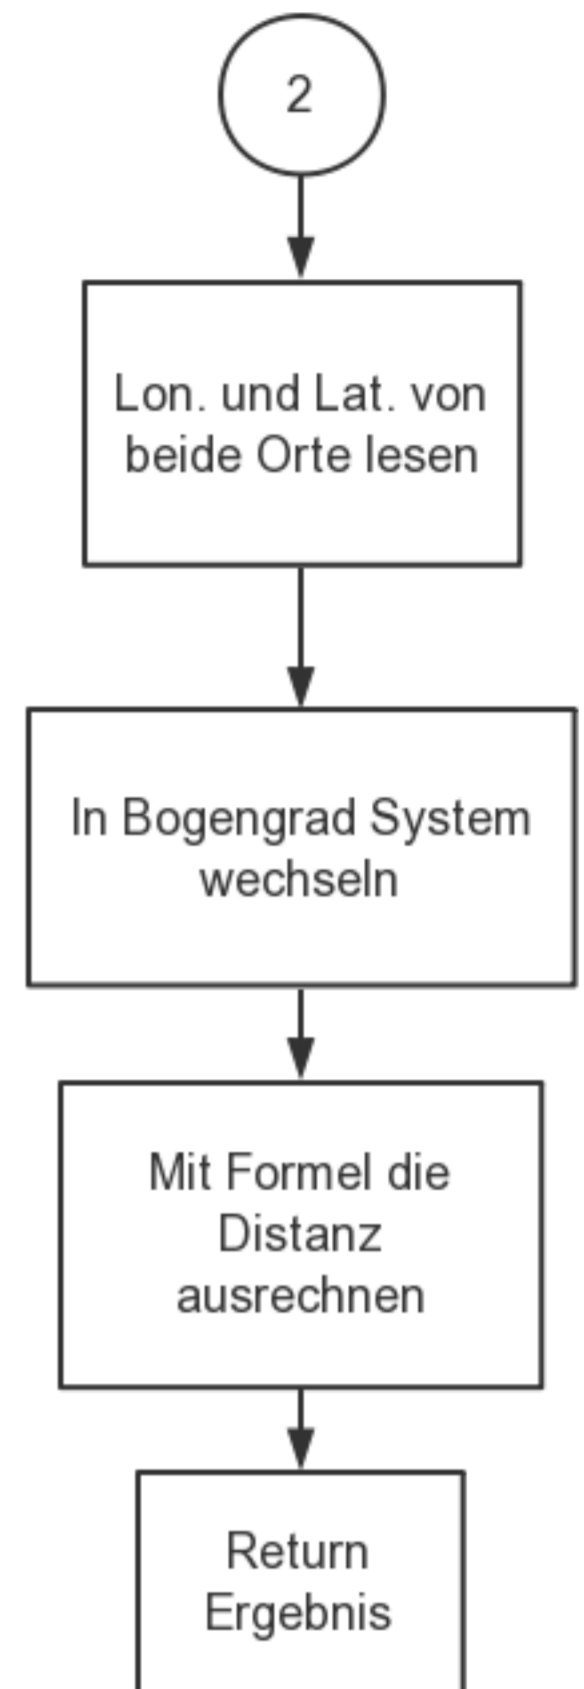 2
Lon. und Lat. von
beide Orte lesen
In Bogengrad System
wechseln
Mit Formel die
Distanz
ausrechnen
Return
Ergebnis